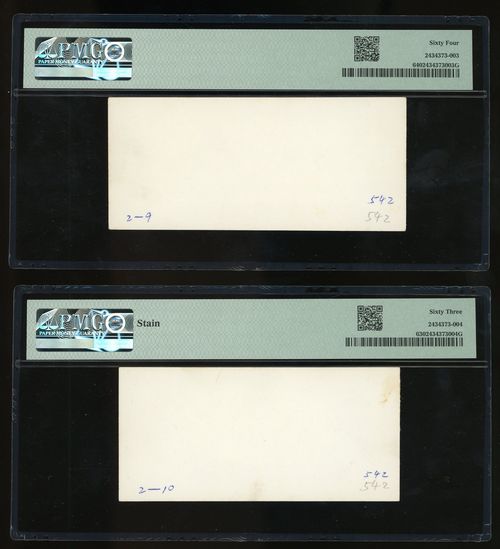 PMG
PAPER MONEY GUARANTY
Sixty Four
2434373-003
6402434373003G
542
2-9
542
PMG
PAPER MONEY GUARANTY
Stain
Sixty Three
2434373-004
6302434373004G
542
2-10
542